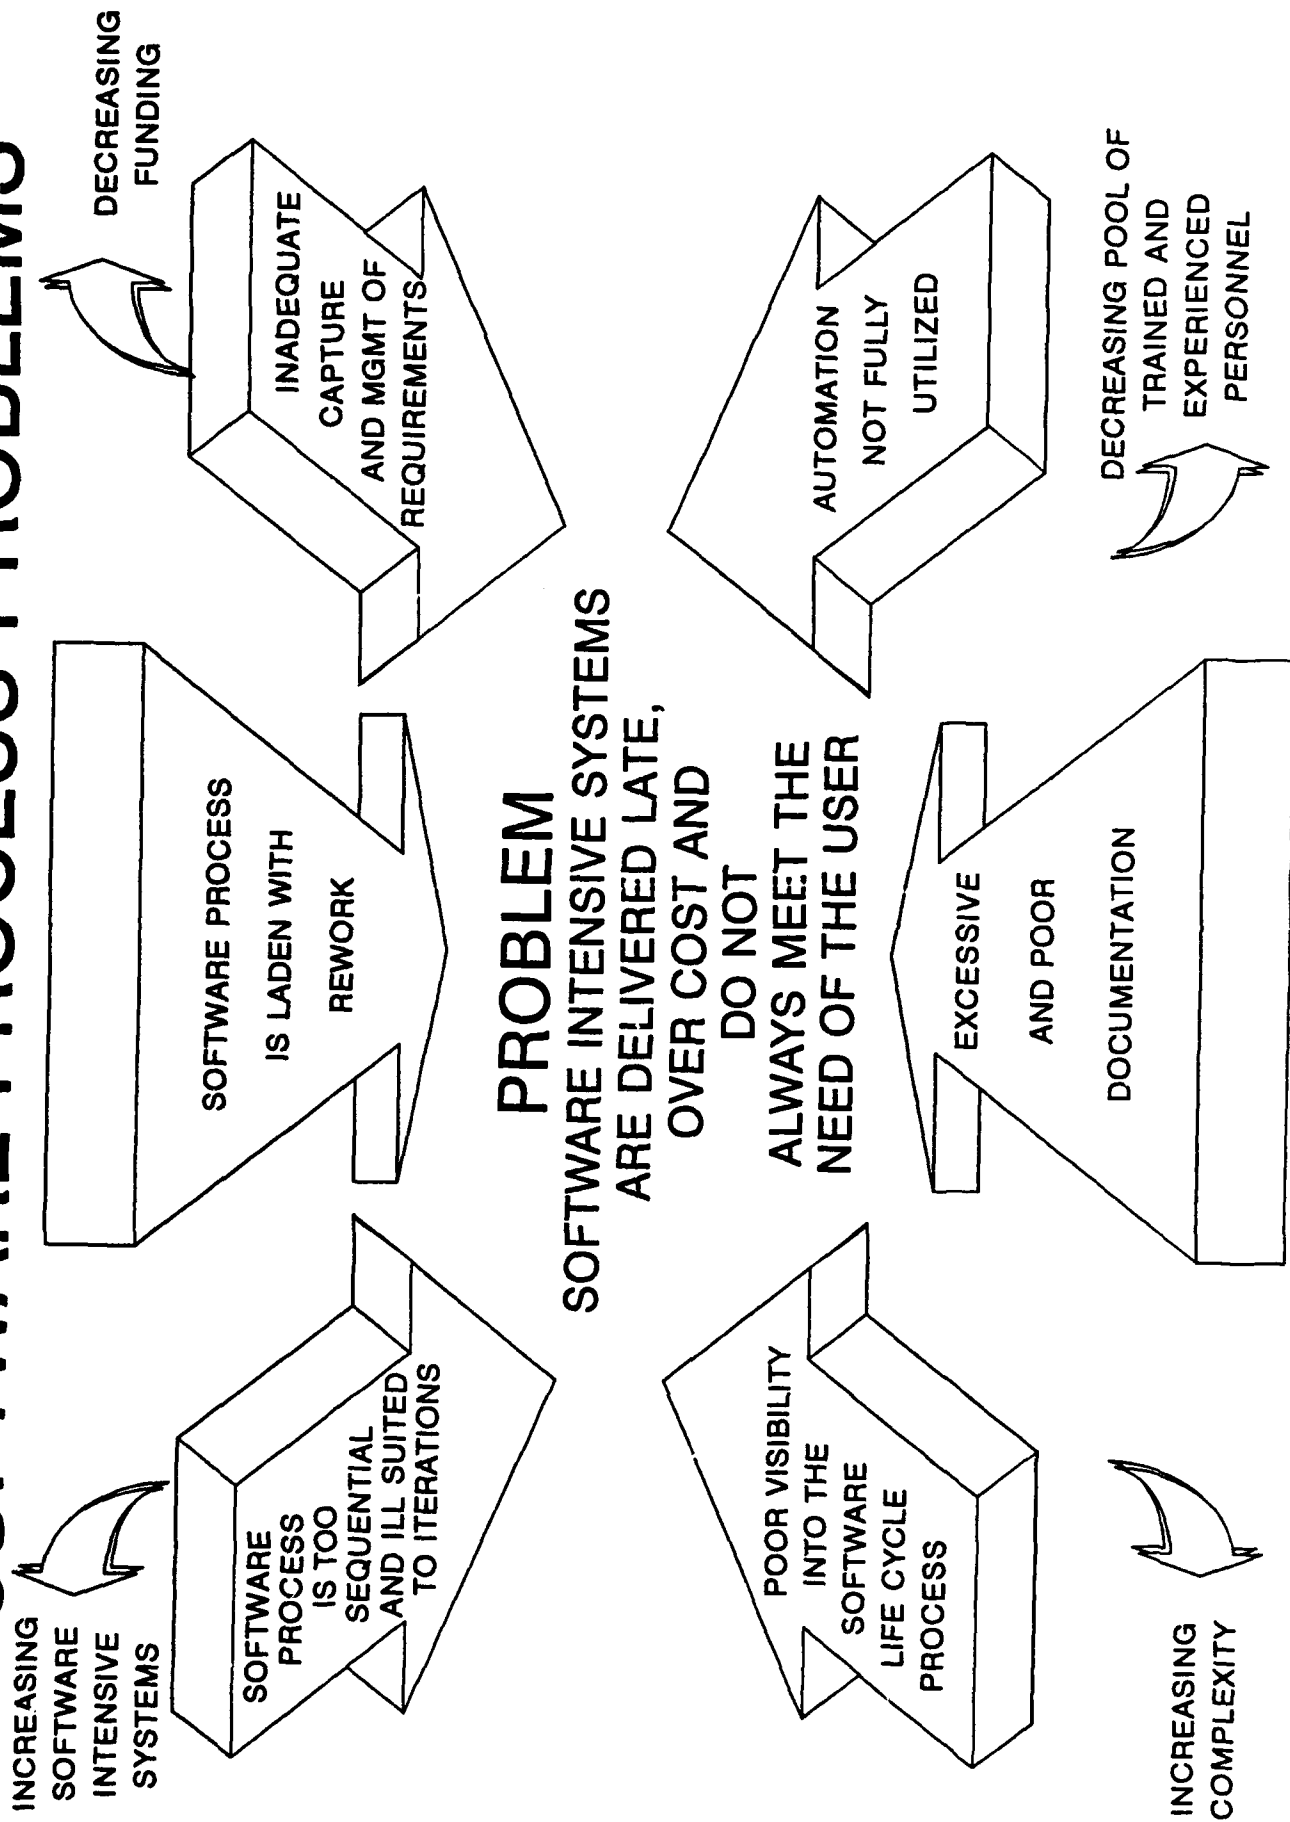 SOFTWARE PROCESS PROBLEMS
INCREASING
SOFTWARE
INTENSIVE
SYSTEMS
DECREASING
FUNDING
SOFTWARE
PROCESS
IS TOO
SEQUENTIAL
AND ILL SUITED
TO ITERATIONS
SOFTWARE PROCESS
IS LADEN WITH
REWORK
INADEQUATE
CAPTURE
AND MGMT OF
REQUIREMENTS
PROBLEM
SOFTWARE INTENSIVE SYSTEMS
ARE DELIVERED LATE,
OVER COST AND
DO NOT
ALWAYS MEET THE
NEED OF THE USER
POOR VISIBILITY
INTO THE
SOFTWARE
LIFE CYCLE
PROCESS
EXCESSIVE
AND POOR
DOCUMENTATION
AUTOMATION
NOT FULLY
UTILIZED
INCREASING
COMPLEXITY
DECREASING POOL OF
TRAINED AND
EXPERIENCED
PERSONNEL